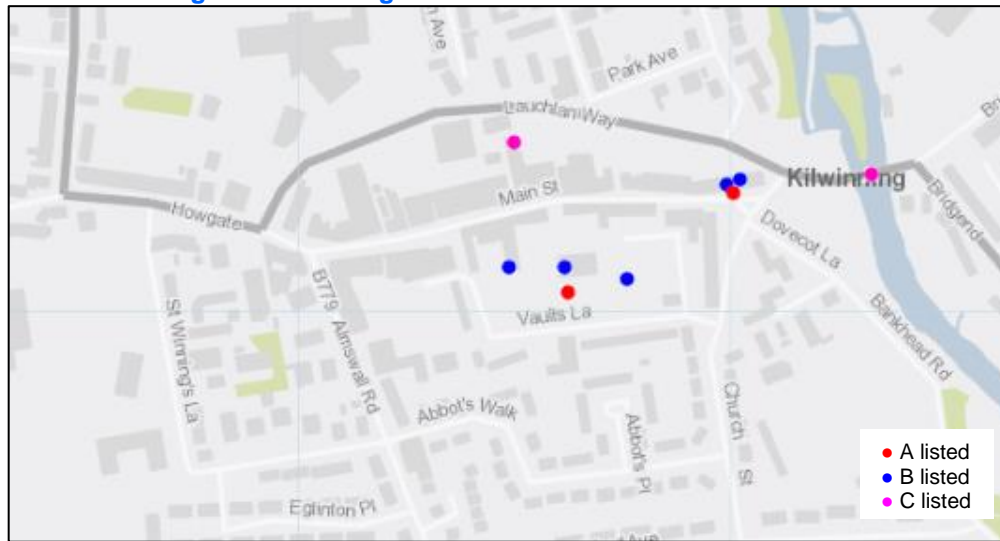 Park Ave
Lauchlan Way
Kilwinning
Main St
Howgate
Dovecot La
Bridgend
B779 Almswall Rd
St Winning's La
Vaults La
Bankhead Rd
Abbot's Walk
Abbot's Pl
Church St
Eglinton Pl
A listed
B listed
C listed